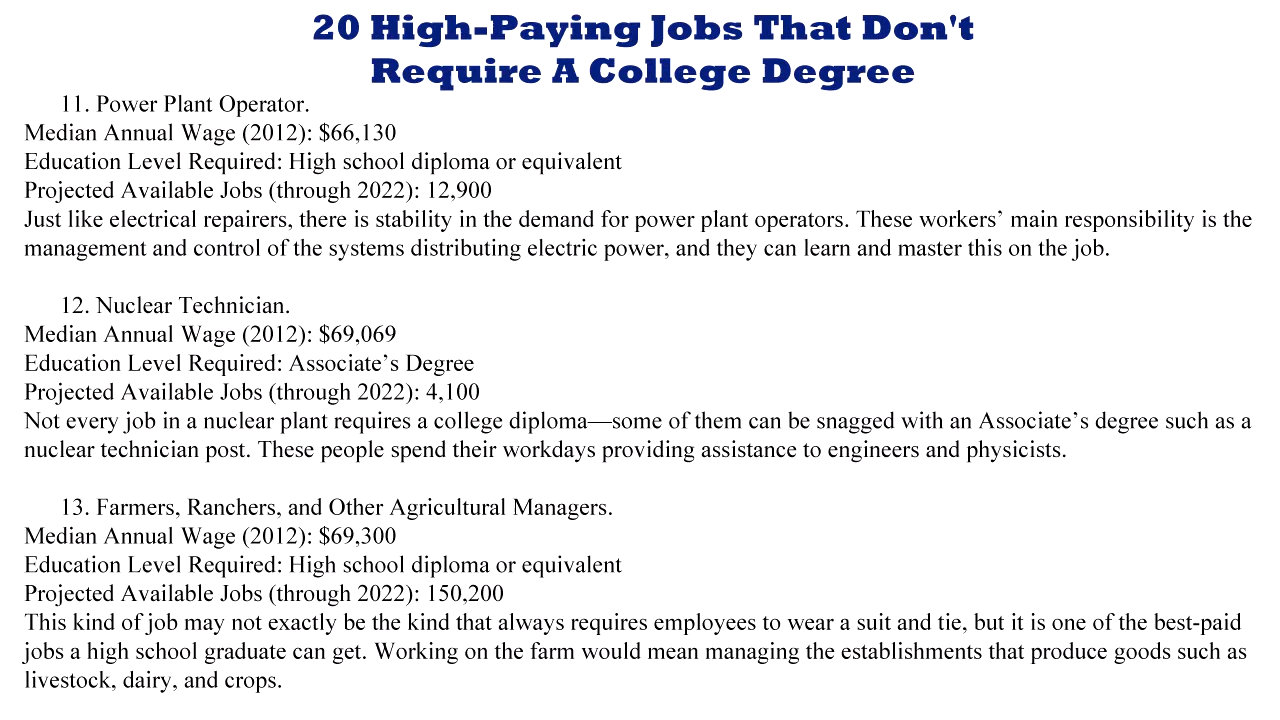 20 High-Paying Jobs That Don't
Require A College Degree
11. Power Plant Operator.
Median Annual Wage (2012): $66,130
Education Level Required: High school diploma or equivalent
Projected Available Jobs (through 2022): 12,900
Just like electrical repairers, there is stability in the demand for power plant operators. These workers’ main responsibility is the
management and control of the systems distributing electric power, and they can learn and master this on the job.
12. Nuclear Technician.
Median Annual Wage (2012): $69,069
Education Level Required: Associate’s Degree
Projected Available Jobs (through 2022): 4,100
Not every job in a nuclear plant requires a college diploma—some of them can be snagged with an Associate’s degree such as a
nuclear technician post. These people spend their workdays providing assistance to engineers and physicists.
13. Farmers, Ranchers, and Other Agricultural Managers.
Median Annual Wage (2012): $69,300
Education Level Required: High school diploma or equivalent
Projected Available Jobs (through 2022): 150,200
This kind of job may not exactly be the kind that always requires employees to wear a suit and tie, but it is one of the best-paid
jobs a high school graduate can get. Working on the farm would mean managing the establishments that produce goods such as
livestock, dairy, and crops.